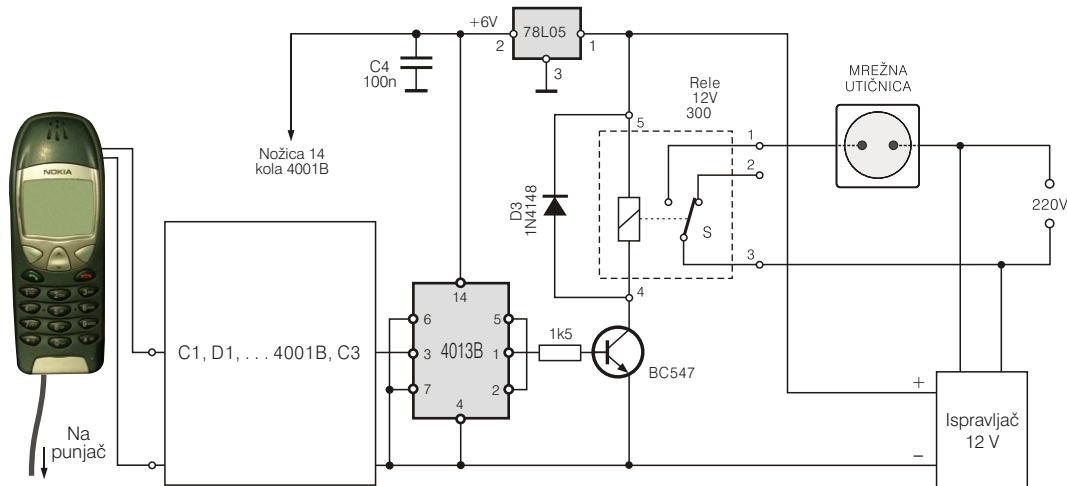 +6V
2
78L05
1
3
C4
100n
Nožica 14
kola 4001B
NOKIA
Rele
12V
300
MREŽNA
UTIČNICA
5
1
2
D3
1N4148
S
3
220V
4
14
6
5
C1, D1, . . . 4001B, C3
3
4013B
1
1k5
BC547
7
2
4
+
–
Ispravljač
12 V
Na
punjač